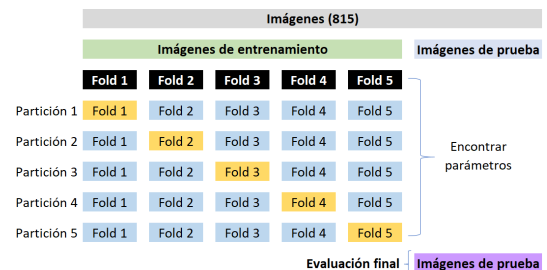 Imágenes (815)
Imágenes de entrenamiento Imágenes de prueba
Fold 1 Fold 2 Fold 3 Fold 4 Fold 5
Partición 1 Fold 1 Fold 2 Fold 3 Fold 4 Fold 5
Partición 2 Fold 1 Fold 2 Fold 3 Fold 4 Fold 5
Partición 3 Fold 1 Fold 2 Fold 3 Fold 4 Fold 5
Partición 4 Fold 1 Fold 2 Fold 3 Fold 4 Fold 5
Partición 5 Fold 1 Fold 2 Fold 3 Fold 4 Fold 5
Encontrar
parámetros
Evaluación final Imágenes de prueba